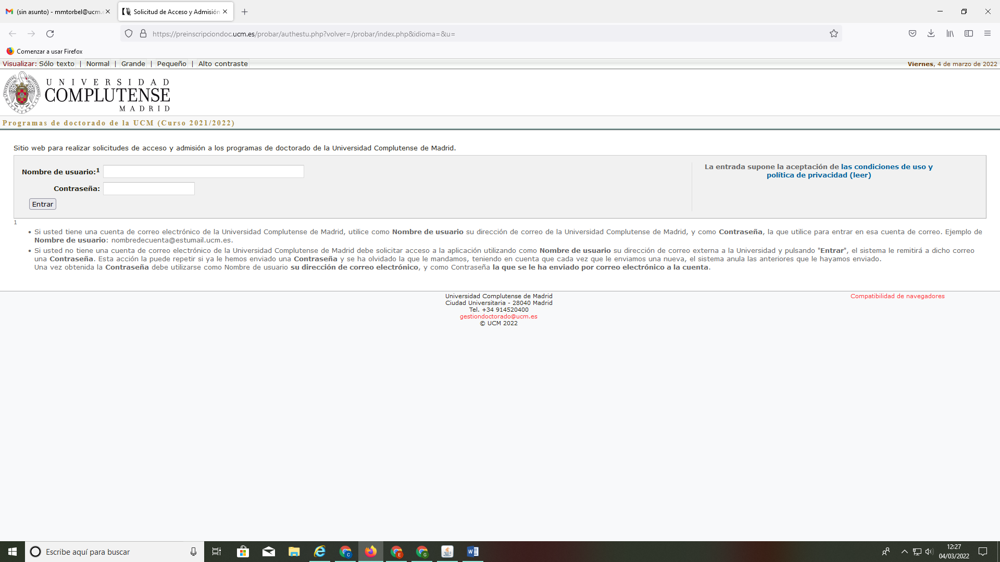 (sin asunto) - mmtorbel@ucm.e
Solicitud de Acceso y Admisión
https://preinscripciondoc.ucm.es/probar/authestu.php?volver=/probar/index.php&idioma=&u=
Comenzar a usar Firefox
Visualizar: Sólo texto | Normal | Grande | Pequeño | Alto contraste
Viernes, 4 de marzo de 2022
UNIVERSIDAD
COMPLUTENSE
MADRID
Programas de doctorado de la UCM (Curso 2021/2022)
Sitio web para realizar solicitudes de acceso y admisión a los programas de doctorado de la Universidad Complutense de Madrid.
Nombre de usuario:1
Contraseña:
Entrar
La entrada supone la aceptación de las condiciones de uso y
política de privacidad (leer)
1
• Si usted tiene una cuenta de correo electrónico de la Universidad Complutense de Madrid, utilice como Nombre de usuario su dirección de correo de la Universidad Complutense de Madrid, y como Contraseña, la que utilice para entrar en esa cuenta de correo. Ejemplo de
Nombre de usuario: nombredecuenta@estumail.ucm.es.
• Si usted no tiene una cuenta de correo electrónico de la Universidad Complutense de Madrid debe solicitar acceso a la aplicación utilizando como Nombre de usuario su dirección de correo externa a la Universidad y pulsando "Entrar", el sistema le remitirá a dicho correo
una Contraseña. Esta acción la puede repetir si ya le hemos enviado una Contraseña y se ha olvidado la que le mandamos, teniendo en cuenta que cada vez que le enviamos una nueva, el sistema anula las anteriores que le hayamos enviado.
Una vez obtenida la Contraseña debe utilizarse como Nombre de usuario su dirección de correo electrónico, y como Contraseña la que se le ha enviado por correo electrónico a la cuenta.
Universidad Complutense de Madrid
Ciudad Universitaria - 28040 Madrid
Tel. +34 914520400
gestiondoctorado@ucm.es
© UCM 2022
Compatibilidad de navegadores
Escribe aquí para buscar
12:27
04/03/2022